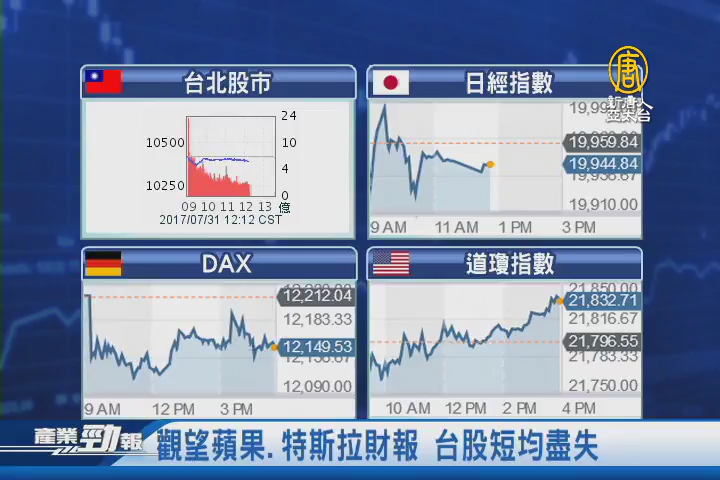 台北股市
24
10500
10
4
10250
0
09 10 11 12 13 億
2017/07/31 12:12 CST
日經指數
唐
新唐人
亞太台
19,959.84
19,944.84
19,910.00
9 AM 11 AM 1 PM 3 PM
DAX
12,212.04
12,183.33
12,149.53
12,090.00
9 AM 12 PM 3 PM
道瓊指數
21,850.00
21,832.71
21,816.67
21,796.55
21,783.33
21,750.00
10 AM 12 PM 2 PM 4 PM
產業勁報
觀望蘋果.特斯拉財報 台股短均盡失